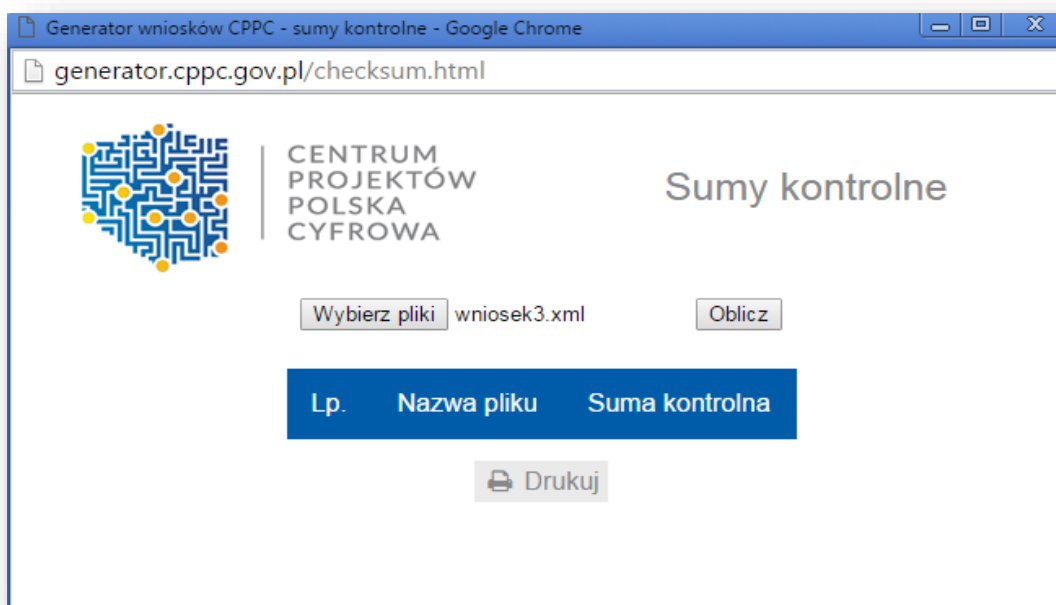 Generator wniosków CPPC - sumy kontrolne - Google Chrome
generator.cppc.gov.pl/checksum.html
CENTRUM
PROJEKTÓW
POLSKA
CYFROWA
Sumy kontrolne
Wybierz pliki wniosek3.xml Oblicz
Lp. Nazwa pliku Suma kontrolna
Drukuj